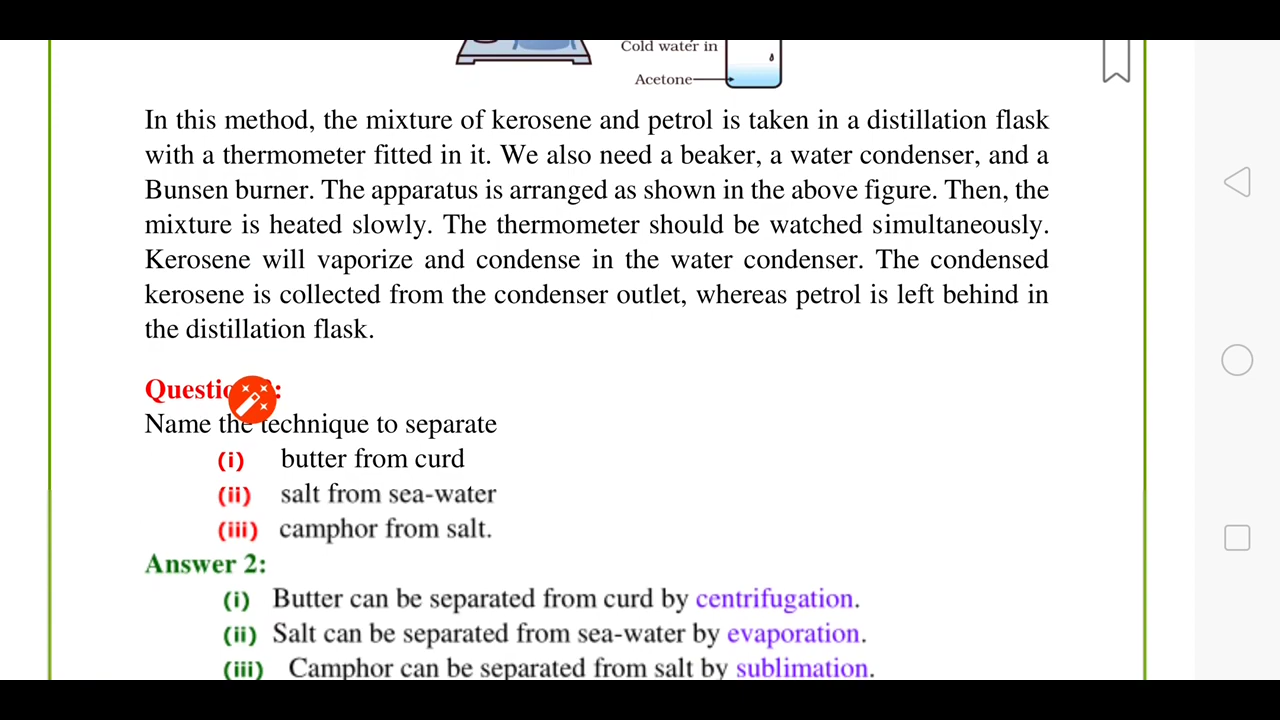 Cold water in
Acetone
In this method, the mixture of kerosene and petrol is taken in a distillation flask
with a thermometer fitted in it. We also need a beaker, a water condenser, and a
Bunsen burner. The apparatus is arranged as shown in the above figure. Then, the
mixture is heated slowly. The thermometer should be watched simultaneously.
Kerosene will vaporize and condense in the water condenser. The condensed
kerosene is collected from the condenser outlet, whereas petrol is left behind in
the distillation flask.
Name the technique to separate
(i) butter from curd
(ii) salt from sea-water
(iii) camphor from salt.
Answer 2:
(i) Butter can be separated from curd by centrifugation.
(ii) Salt can be separated from sea-water by evaporation.
(iii) Camphor can be separated from salt by sublimation.